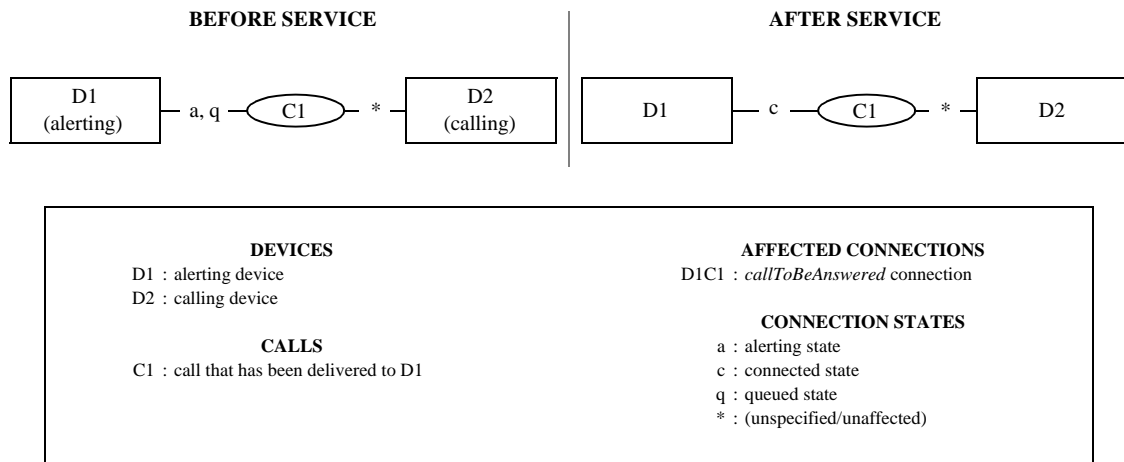 BEFORE SERVICE
D1
(alerting)
a, q
C1
*
D2
(calling)
AFTER SERVICE
D1
c
C1
*
D2
DEVICES
D1 : alerting device
D2 : calling device
CALLS
C1 : call that has been delivered to D1
AFFECTED CONNECTIONS
D1C1 : callToBeAnswered connection
CONNECTION STATES
a : alerting state
c : connected state
q : queued state
* : (unspecified/unaffected)